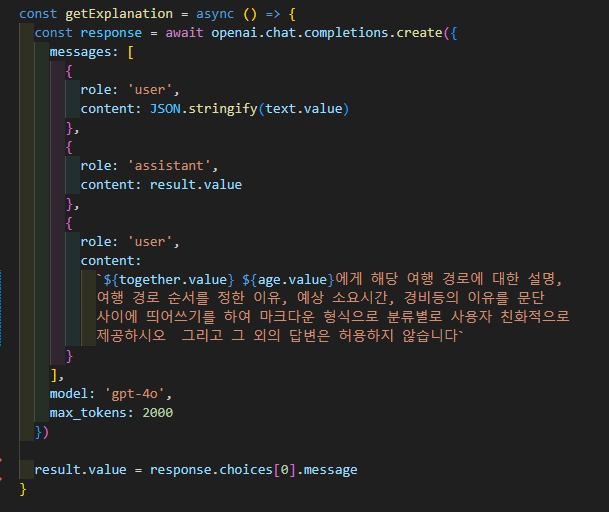 const getExplanation = async () => {
const response = await openai.chat.completions.create({
messages: [
{
role: 'user',
content: JSON.stringify(text.value)
},
{
role: 'assistant',
content: result.value
},
{
role: 'user',
content:
`${together.value} ${age.value}에게 해당 여행 경로에 대한 설명,
여행 경로 순서를 정한 이유, 예상 소요시간, 경비등의 이유를 문단
사이에 띄어쓰기를 하여 마크다운 형식으로 분류별로 사용자 친화적으로
제공하시오  그리고 그 외의 답변은 허용하지 않습니다`
}
],
model: 'gpt-4o',
max_tokens: 2000
})
result.value = response.choices[0].message
}